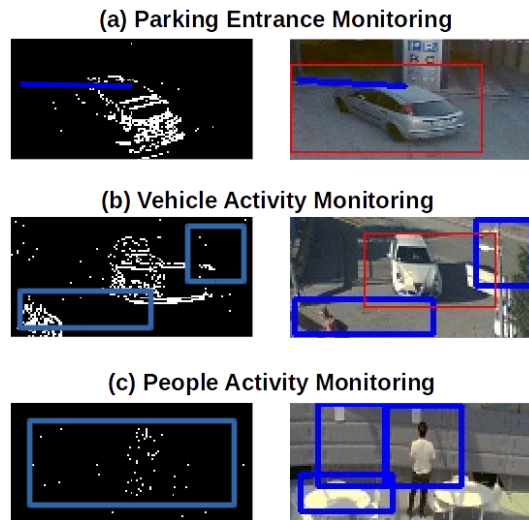 (a) Parking Entrance Monitoring
P
B C
(b) Vehicle Activity Monitoring
(c) People Activity Monitoring